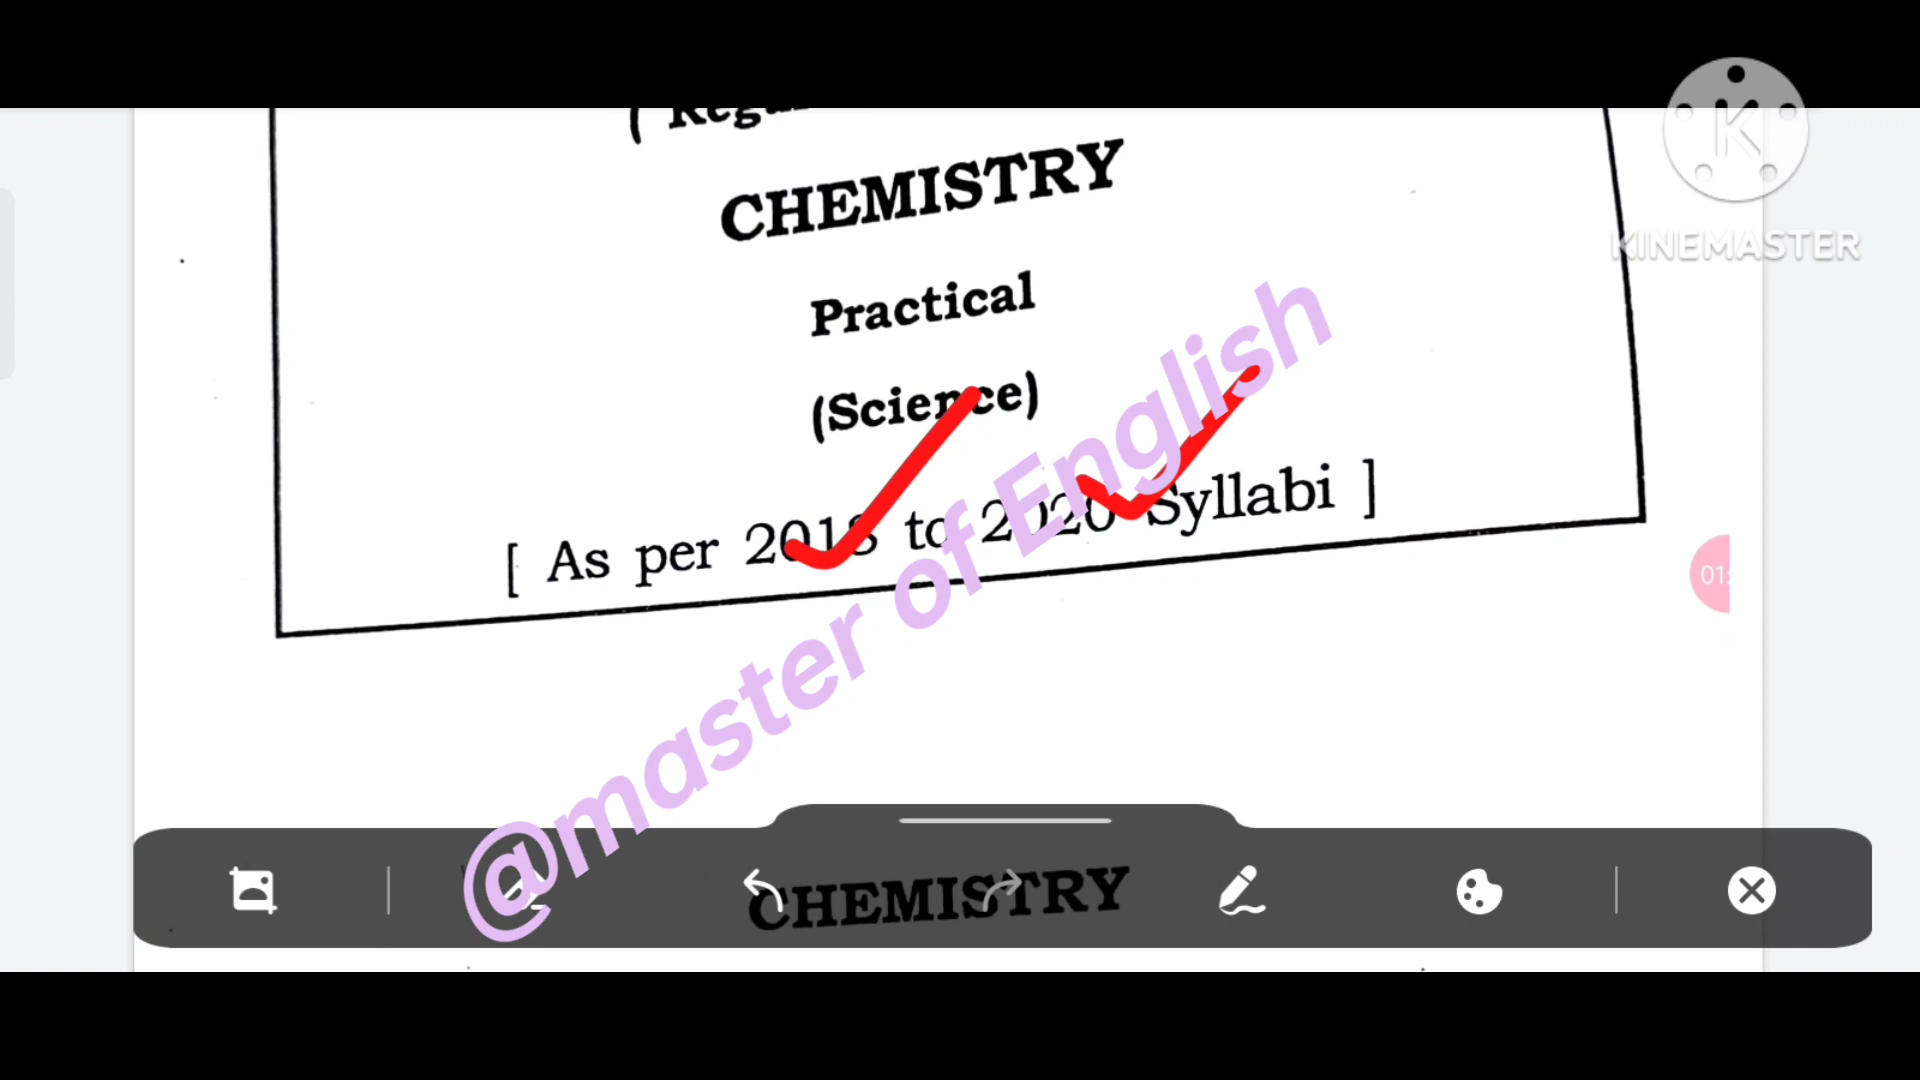 CHEMISTRY
Practical
(Science)
[ As per 2018 to 2020 Syllabi ]
@master of English
CHEMISTRY
KINEMASTER